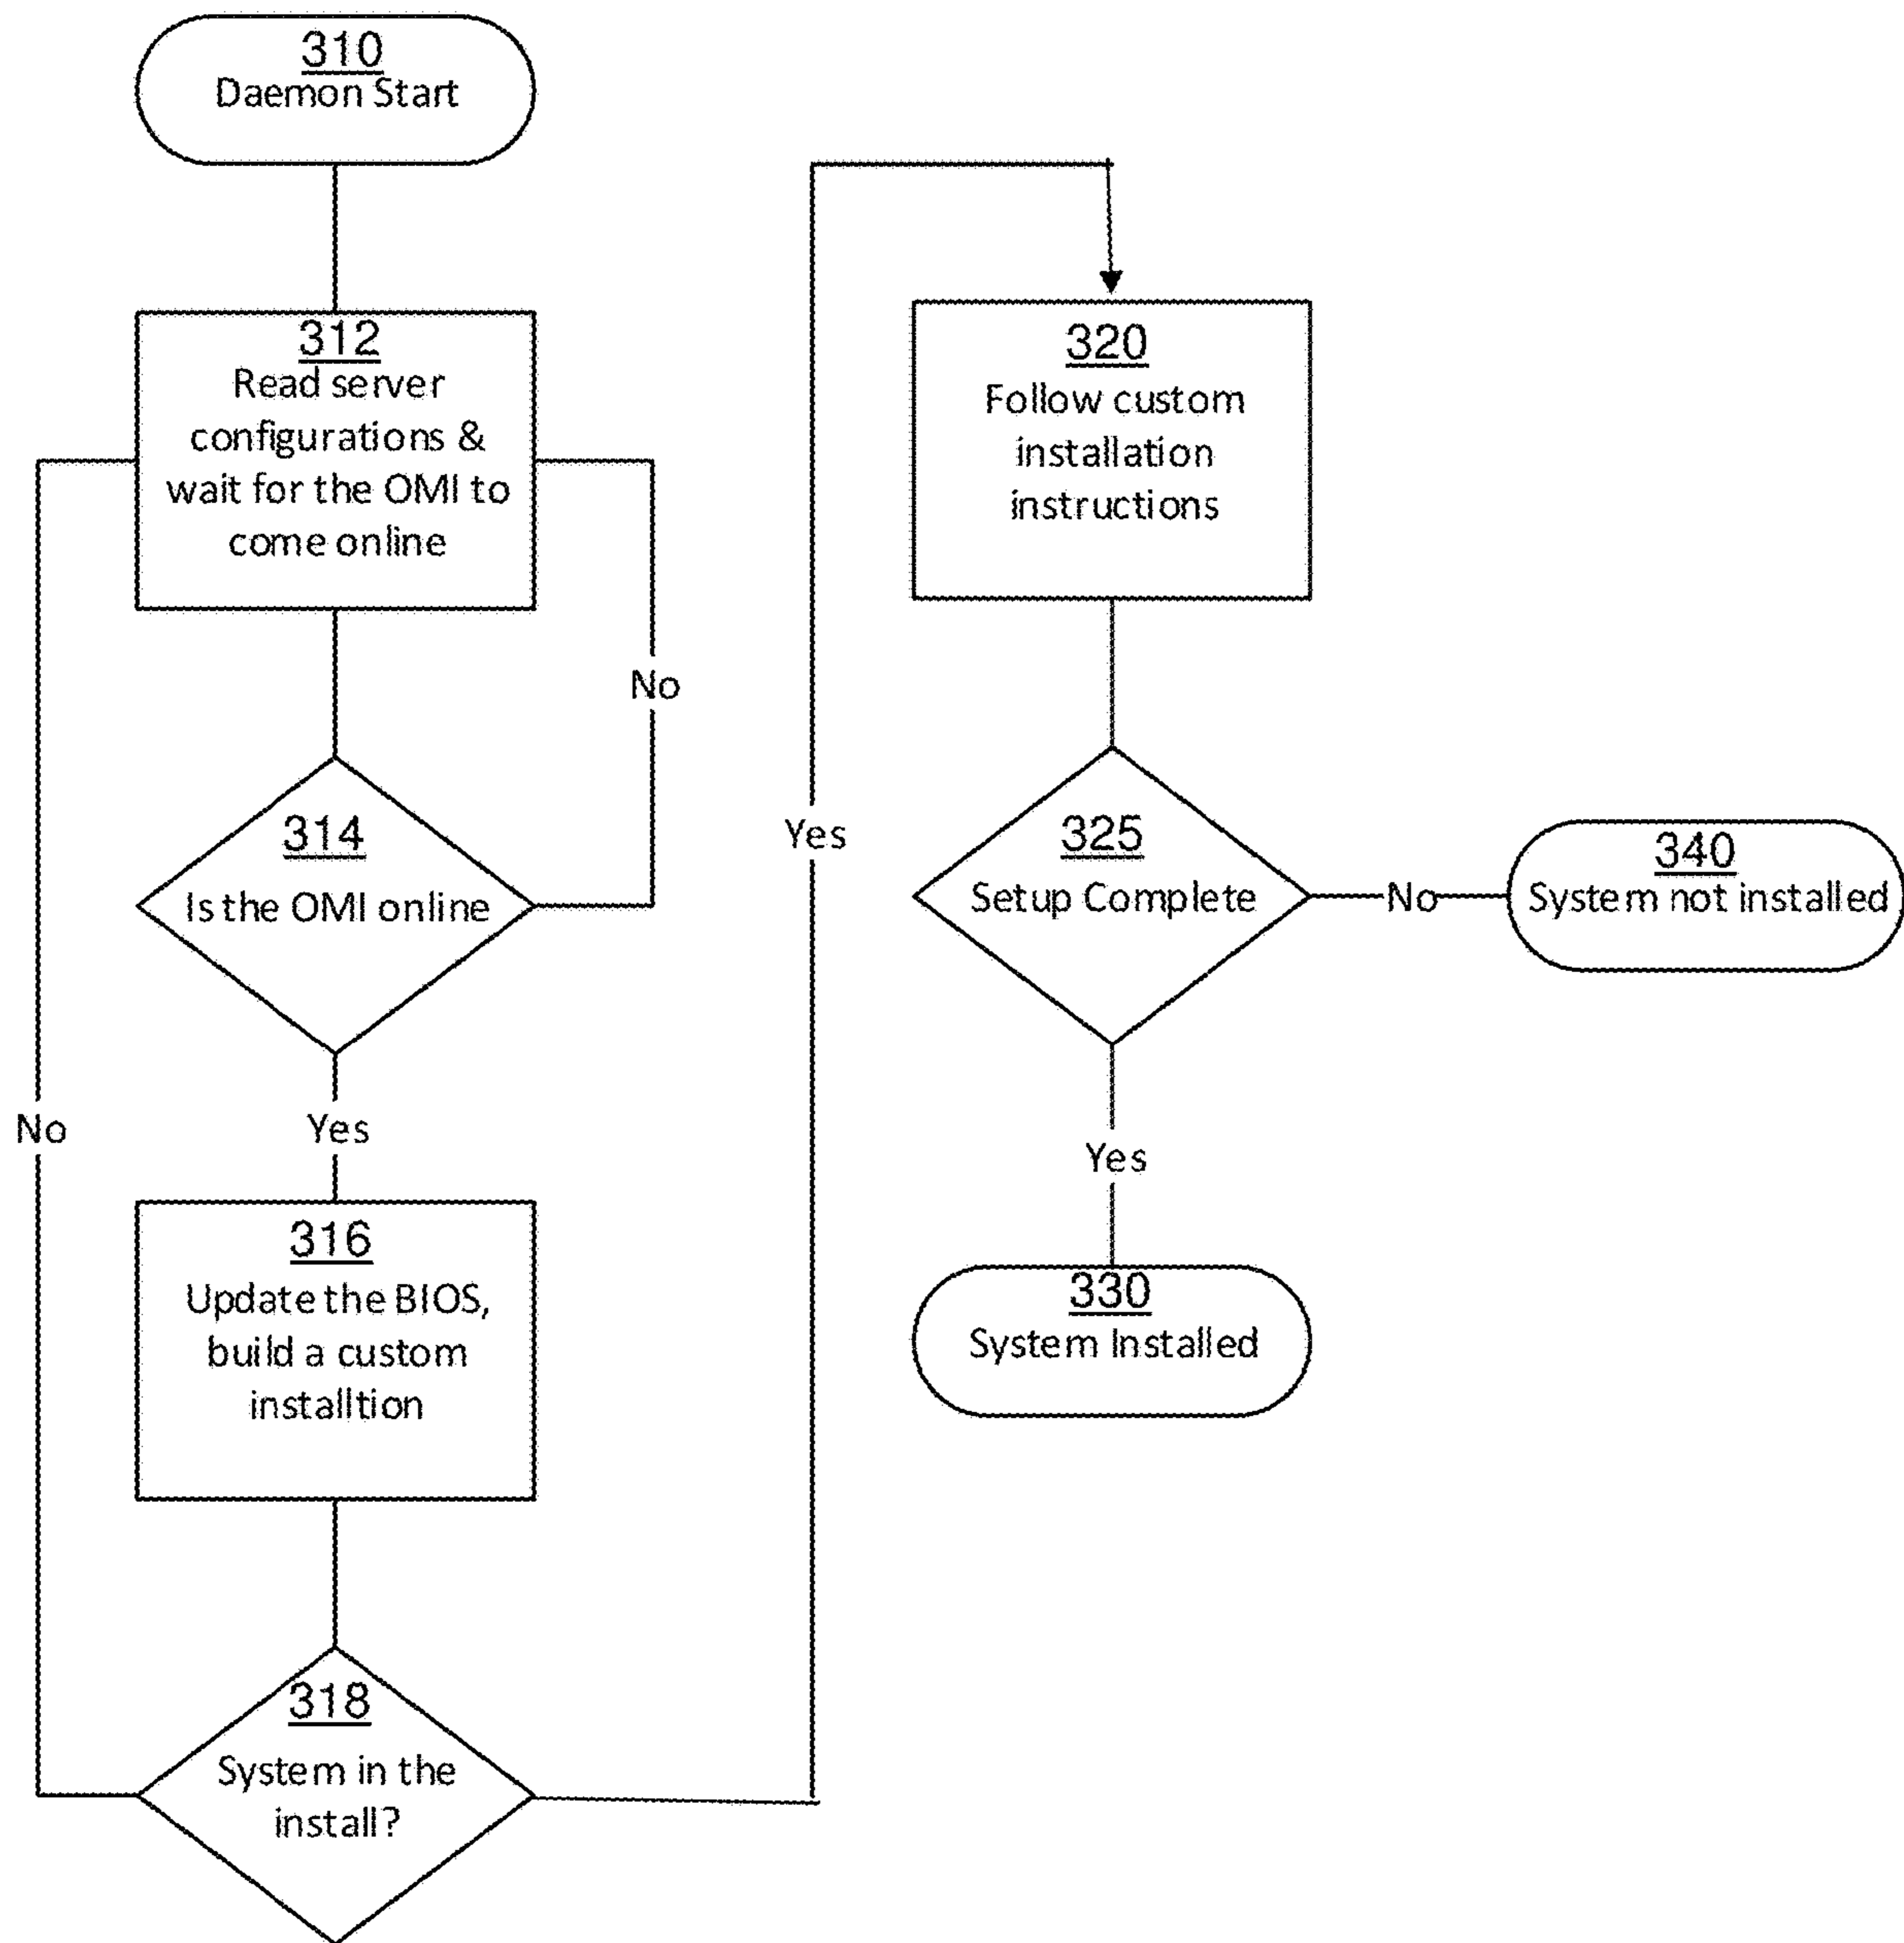 310
Daemon Start
312
Read server
configurations &
wait for the OMI to
come online
No
314
Is the OMI online
No
Yes
316
Update the BIOS,
build a custom
installtion
318
System in the
install?
Yes
320
Follow custom
installation
instructions
325
Setup Complete
No
340
System not installed
Yes
330
System Installed